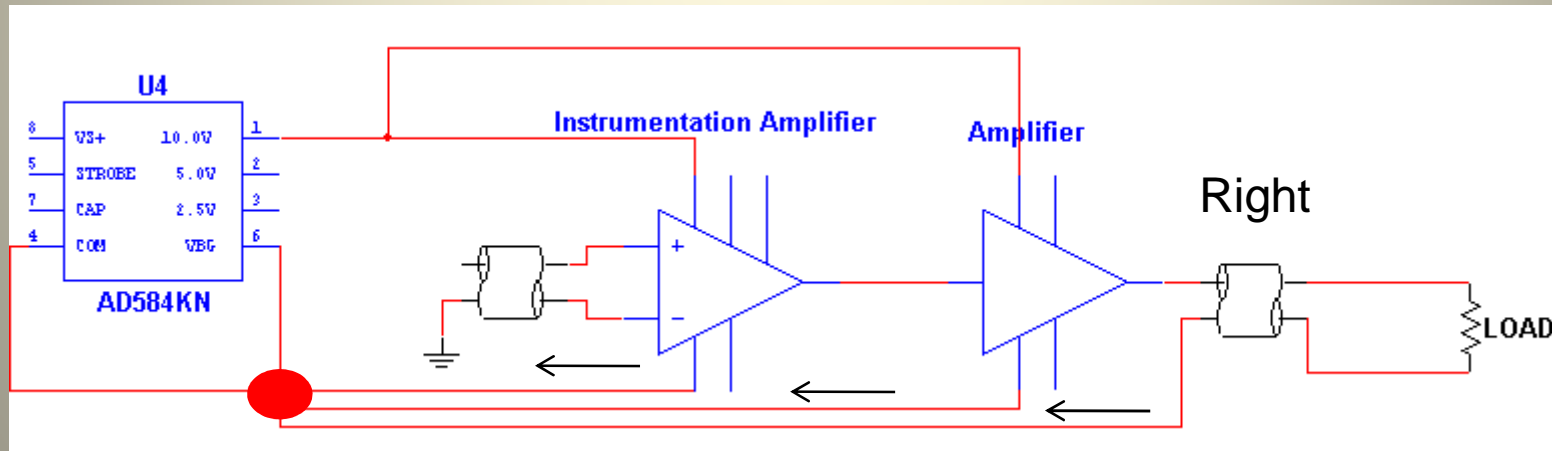 U4
8 VS+ 10.0V 1
5 STROBE 5.0V 2
7 CAP 2.5V 3
4 COM VBG 6
AD584KN
Instrumentation Amplifier
Amplifier
Right
+
−
LOAD